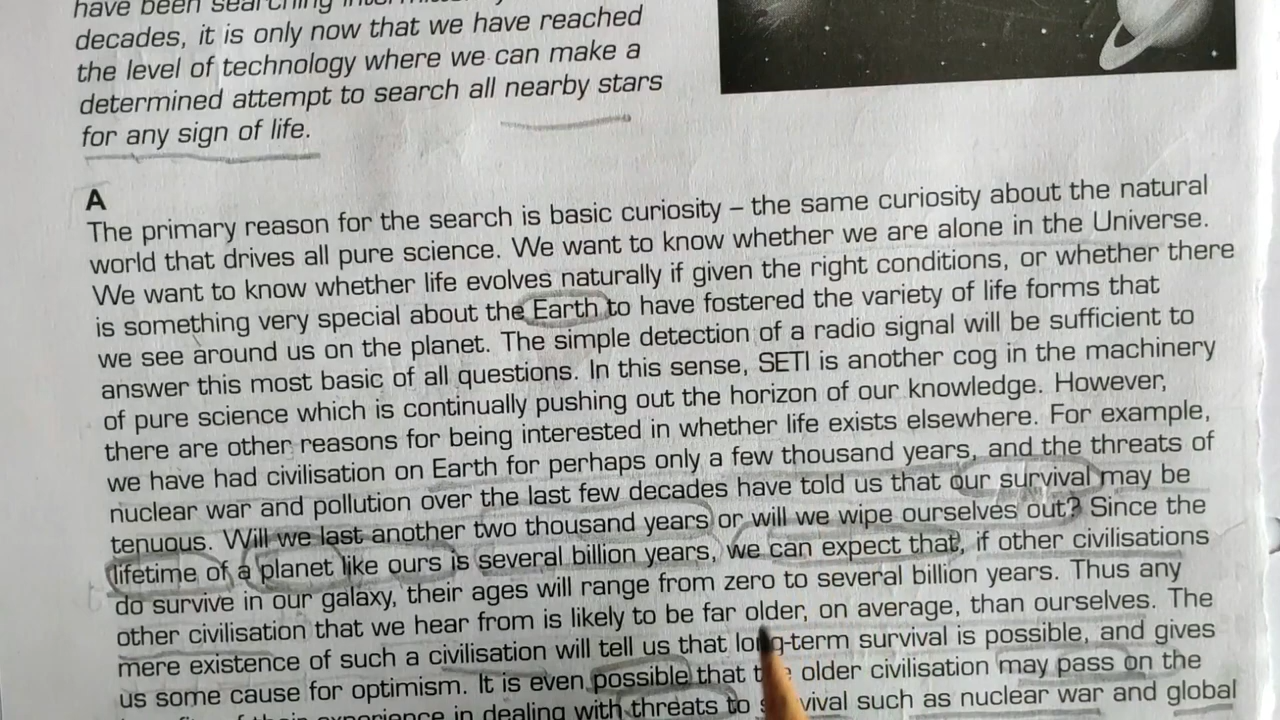 have been searching
decades, it is only now that we have reached
the level of technology where we can make a
determined attempt to search all nearby stars
for any sign of life.
A
The primary reason for the search is basic curiosity – the same curiosity about the natural
world that drives all pure science. We want to know whether we are alone in the Universe.
We want to know whether life evolves naturally if given the right conditions, or whether there
is something very special about the Earth to have fostered the variety of life forms that
we see around us on the planet. The simple detection of a radio signal will be sufficient to
answer this most basic of all questions. In this sense, SETI is another cog in the machinery
of pure science which is continually pushing out the horizon of our knowledge. However,
there are other reasons for being interested in whether life exists elsewhere. For example,
we have had civilisation on Earth for perhaps only a few thousand years, and the threats of
nuclear war and pollution over the last few decades have told us that our survival may be
tenuous. Will we last another two thousand years or will we wipe ourselves out? Since the
lifetime of a planet like ours is several billion years, we can expect that, if other civilisations
do survive in our galaxy, their ages will range from zero to several billion years. Thus any
other civilisation that we hear from is likely to be far older, on average, than ourselves. The
mere existence of such a civilisation will tell us that long-term survival is possible, and gives
us some cause for optimism. It is even possible that the older civilisation may pass on the
experience in dealing with threats to survival such as nuclear war and global